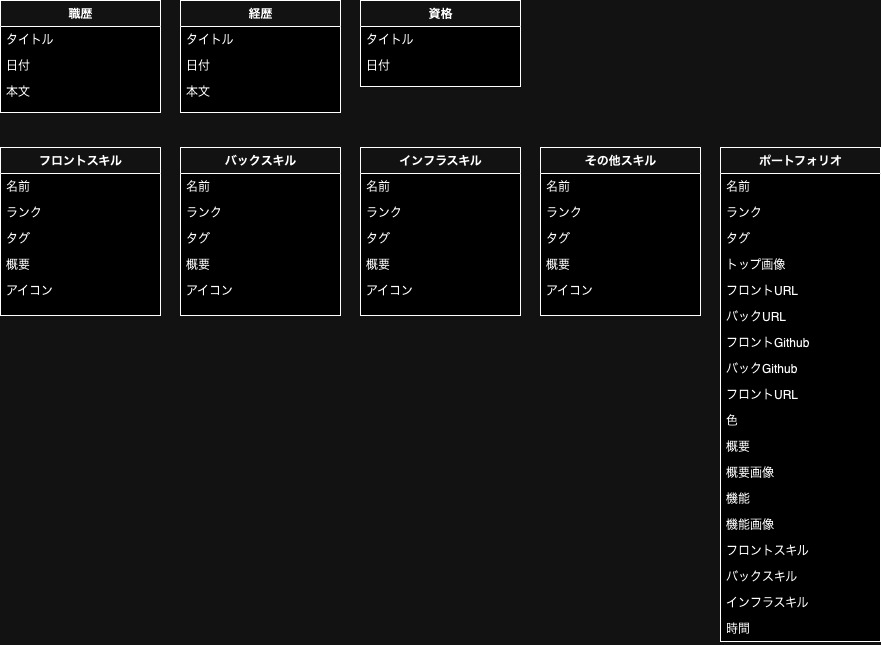 職歴
タイトル
日付
本文
経歴
タイトル
日付
本文
資格
タイトル
日付
フロントスキル
名前
ランク
タグ
概要
アイコン
バックスキル
名前
ランク
タグ
概要
アイコン
インフラスキル
名前
ランク
タグ
概要
アイコン
その他スキル
名前
ランク
タグ
概要
アイコン
ポートフォリオ
名前
ランク
タグ
トップ画像
フロントURL
バックURL
フロントGithub
バックGithub
フロントURL
色
概要
概要画像
機能
機能画像
フロントスキル
バックスキル
インフラスキル
時間